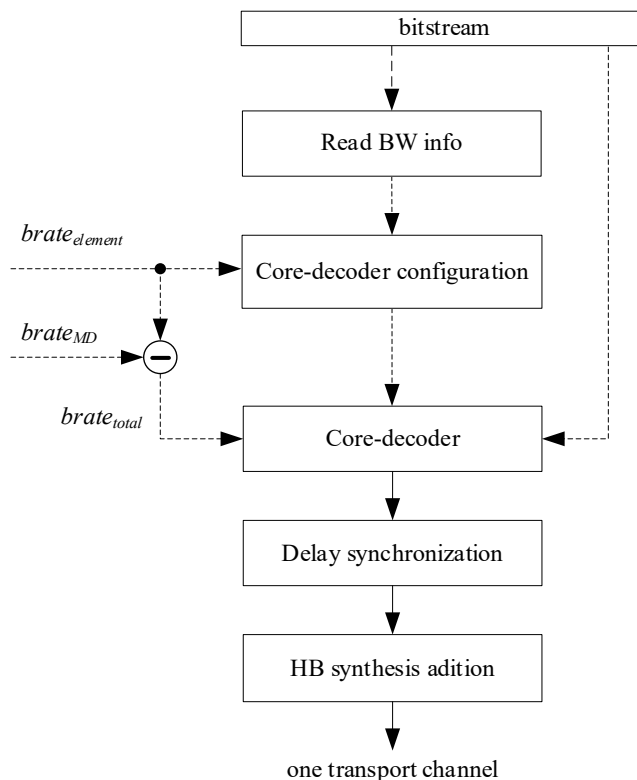 bitstream
Read BW info
brate_element
Core-decoder configuration
brate_MD
brate_total
Core-decoder
Delay synchronization
HB synthesis adition
one transport channel